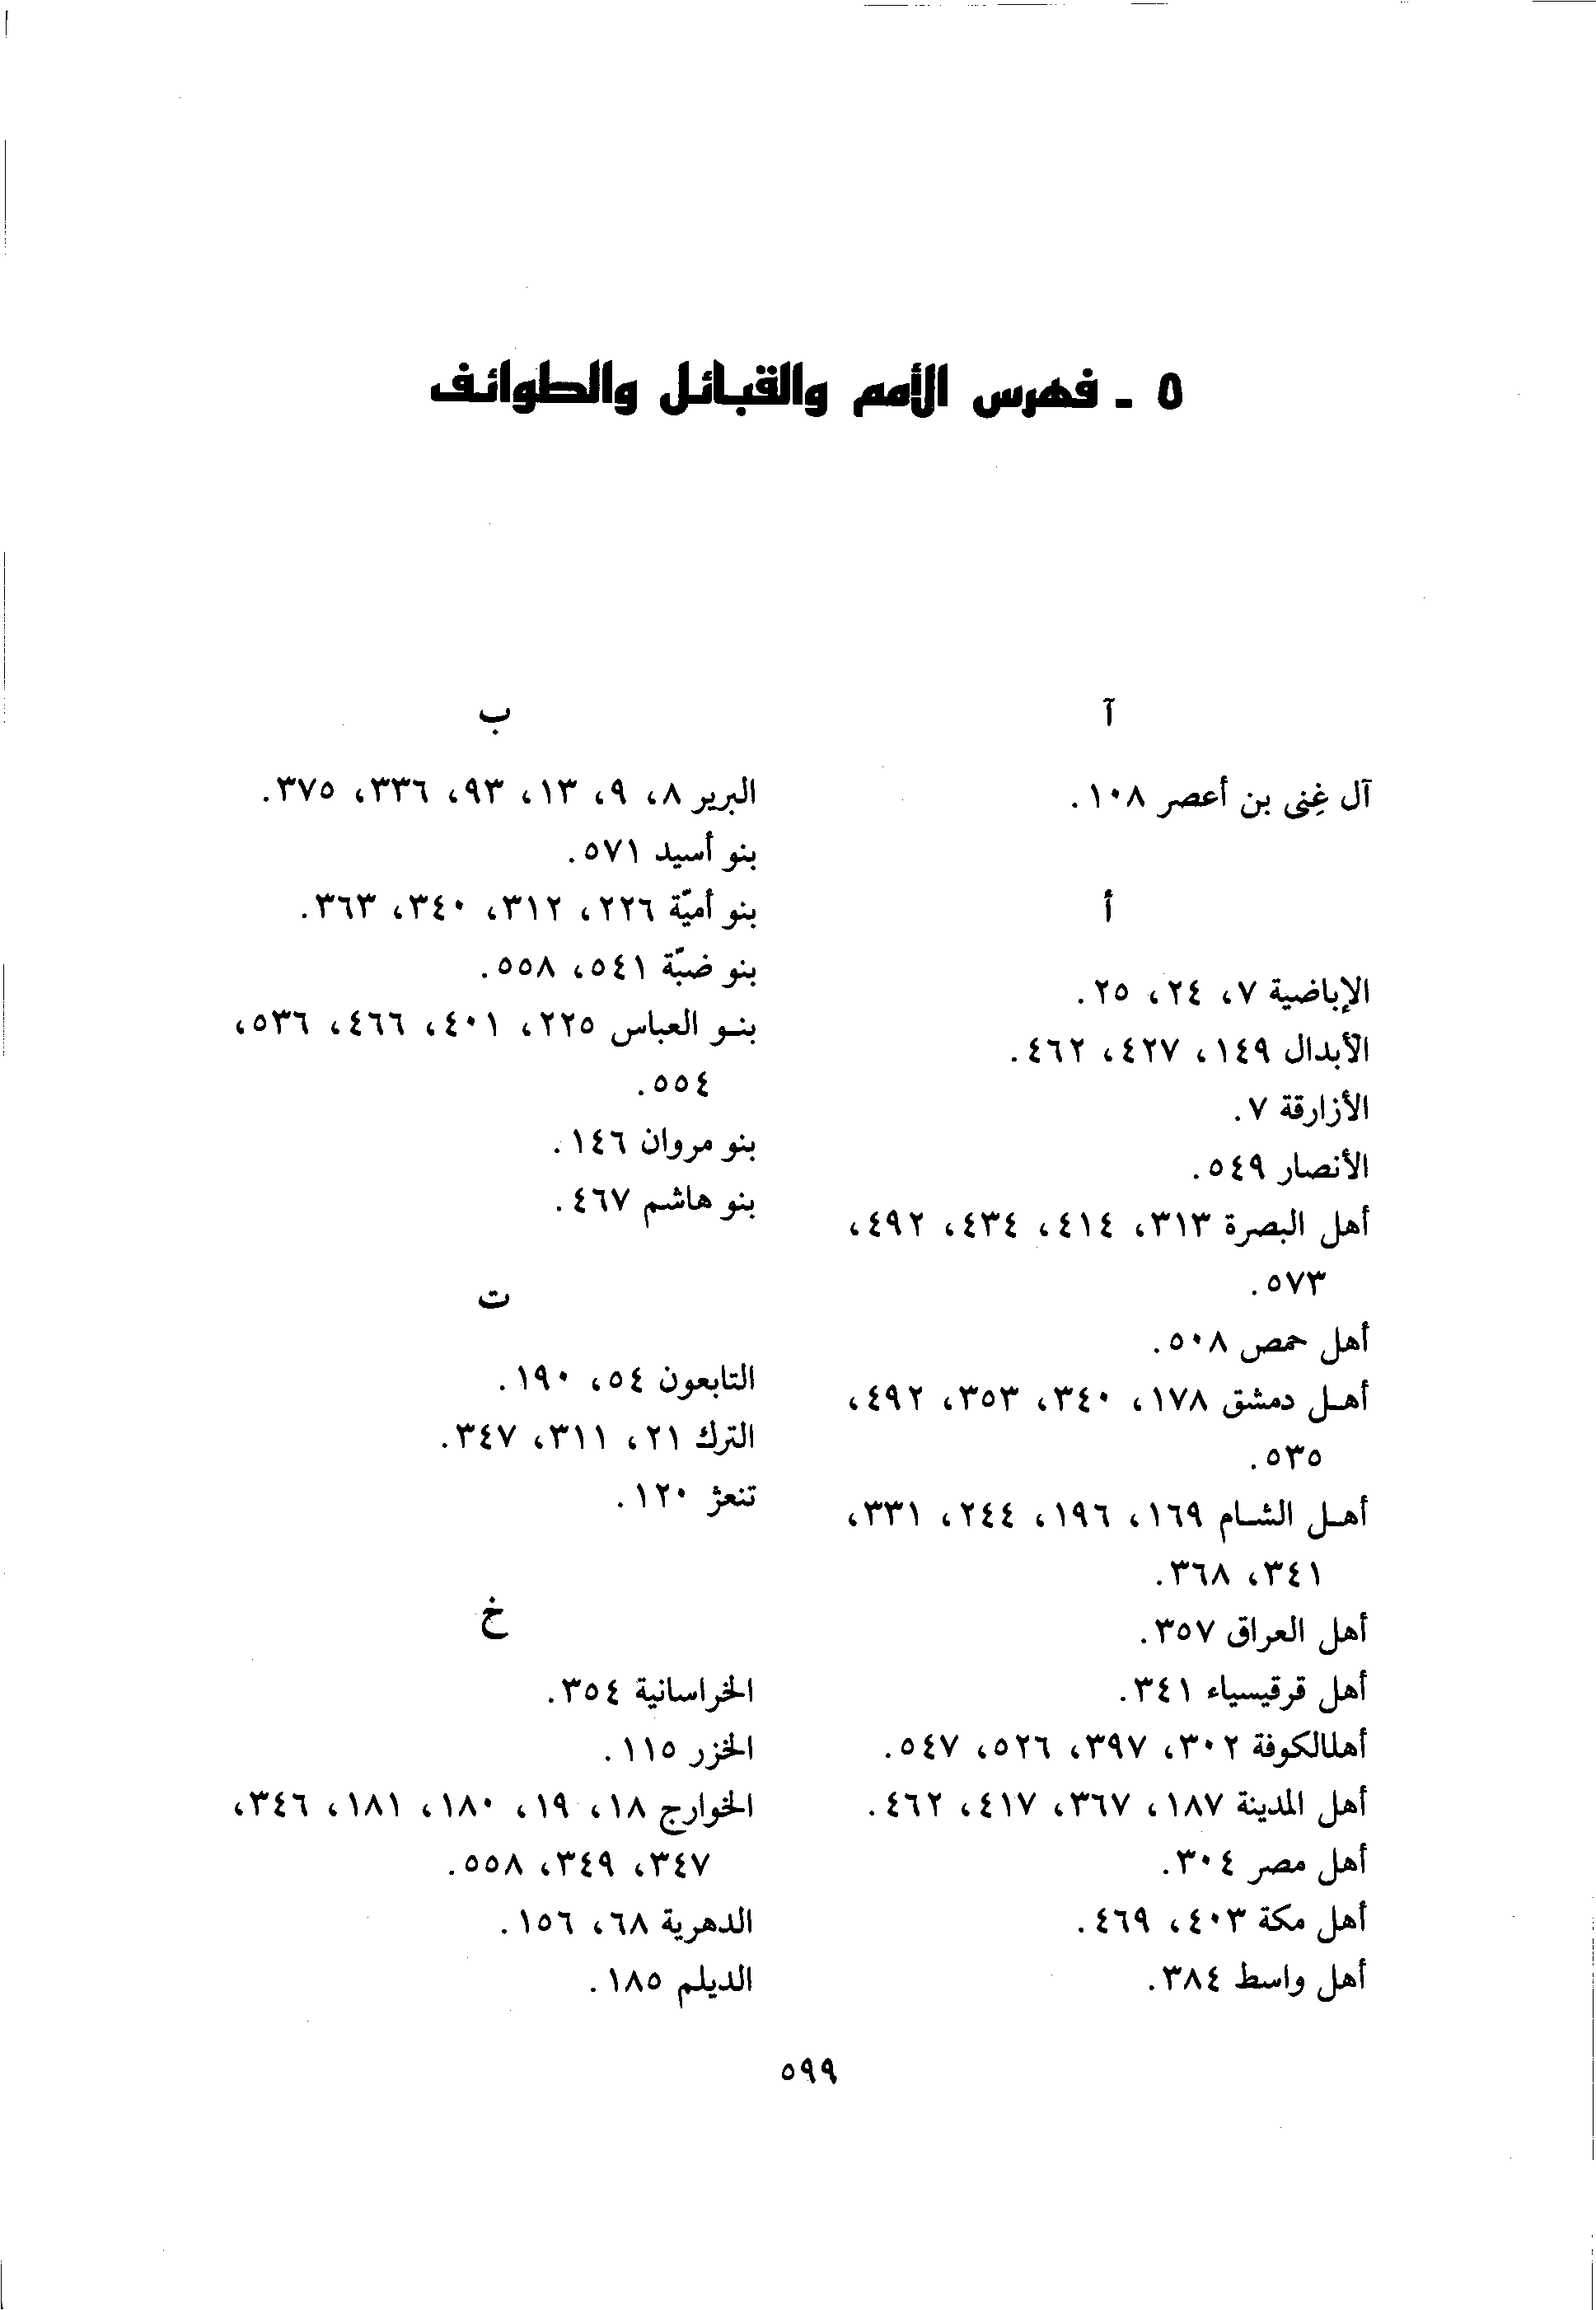 ٥ - فهرس الأمم والقبائل والطوائف
آ
آل غِنى بن أعصر ١٠٨.
أ
الإباضية ٧، ٢٤، ٢٥.
الأبدال ١٤٩، ٤٢٧، ٤٦٢.
الأزارقة ٧.
الأنصار ٥٤٩.
أهل البصرة ٣١٣، ٤١٤، ٤٣٤، ٤٩٢،
٥٧٣.
أهل حمص ٥٠٨.
أهل دمشق ١٧٨، ٣٤٠، ٣٥٣، ٤٩٢،
٥٣٥.
أهل الشام ١٦٩، ١٩٦، ٢٤٤، ٣٣١،
٣٤١، ٣٦٨.
أهل العراق ٣٥٧.
أهل قرقيسياء ٣٤١.
أهلالكوفة ٣٠٢، ٣٩٧، ٥٢٦، ٥٤٧.
أهل المدينة ١٨٧، ٣٦٧، ٤١٧، ٤٦٢.
أهل مصر ٣٠٤.
أهل مكة ٤٠٣، ٤٦٩.
أهل واسط ٣٨٤.
ب
البرير ٨، ٩، ١٣، ٩٣، ٣٣٦، ٣٧٥.
بنو أسيد ٥٧١.
بنو أميّة ٢٢٦، ٣١٢، ٣٤٠، ٣٦٣.
بنو ضبّة ٥٤١، ٥٥٨.
بنو العباس ٢٢٥، ٤٠١، ٤٦٦، ٥٣٦،
٥٥٤.
بنو مروان ١٤٦.
بنو هاشم ٤٦٧.
ت
التابعون ٥٤، ١٩٠.
الترك ٢١، ٣١١، ٣٤٧.
تنعثر ١٢٠.
خ
الخراسانية ٣٥٤.
الخزر ١١٥.
الخوارج ١٨، ١٩، ١٨٠، ١٨١، ٣٤٦،
٣٤٧، ٣٤٩، ٥٥٨.
الدهرية ٦٨، ١٥٦.
الديلم ١٨٥.
٥٩٩